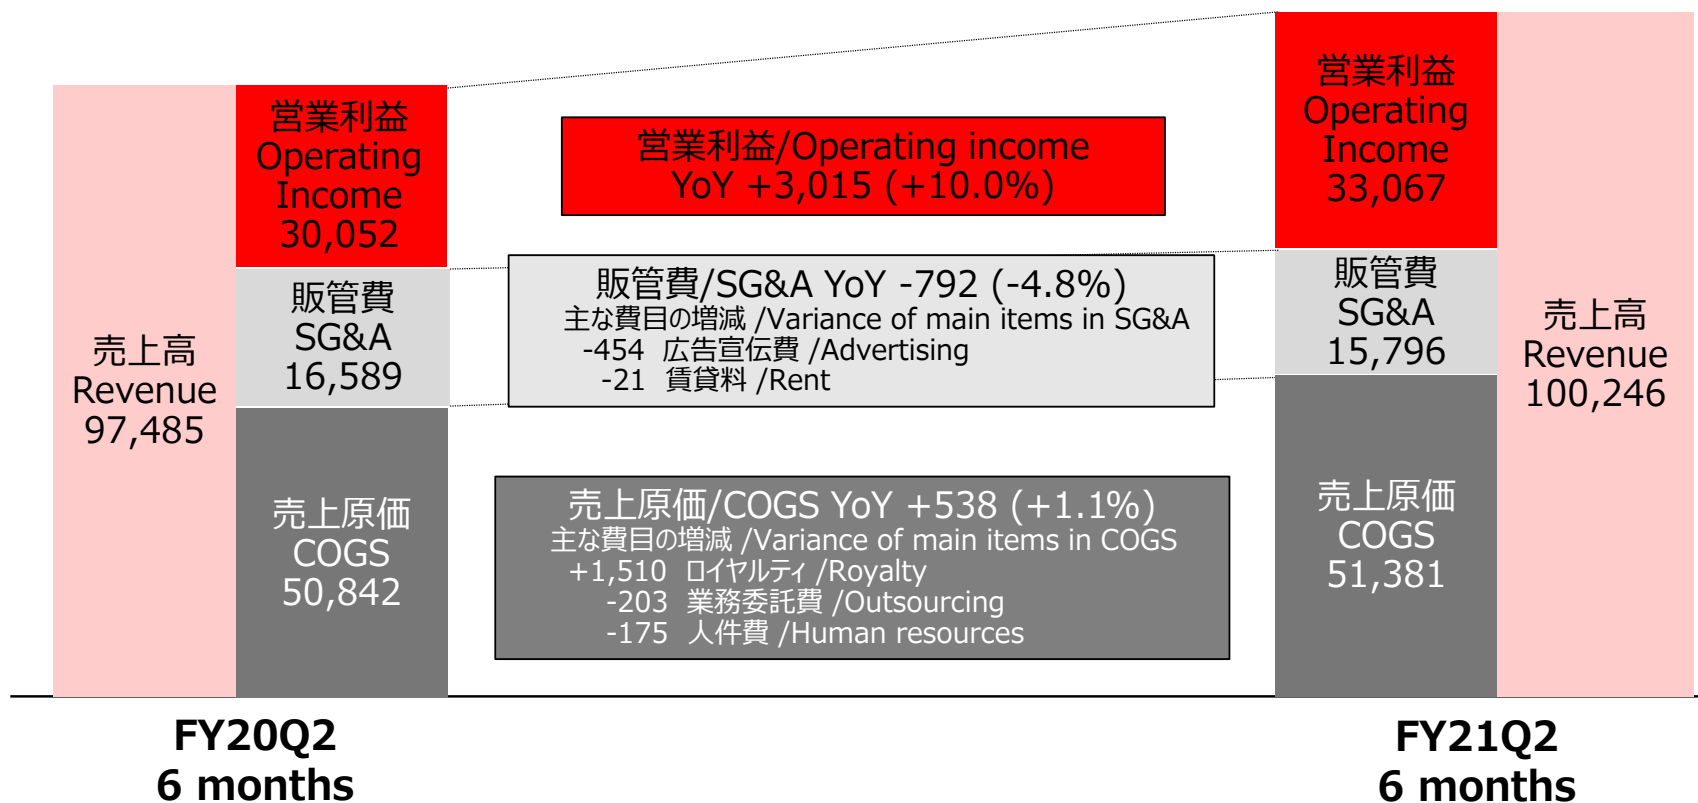 売上高
Revenue
97,485
営業利益
Operating
Income
30,052
販管費
SG&A
16,589
売上原価
COGS
50,842
営業利益/Operating income
YoY +3,015 (+10.0%)
販管費/SG&A YoY -792 (-4.8%)
主な費目の増減 /Variance of main items in SG&A
-454 広告宣伝費 /Advertising
-21 賃貸料 /Rent
売上原価/COGS YoY +538 (+1.1%)
主な費目の増減 /Variance of main items in COGS
+1,510 ロイヤルティ /Royalty
-203 業務委託費 /Outsourcing
-175 人件費 /Human resources
営業利益
Operating
Income
33,067
販管費
SG&A
15,796
売上原価
COGS
51,381
売上高
Revenue
100,246
FY20Q2
6 months
FY21Q2
6 months